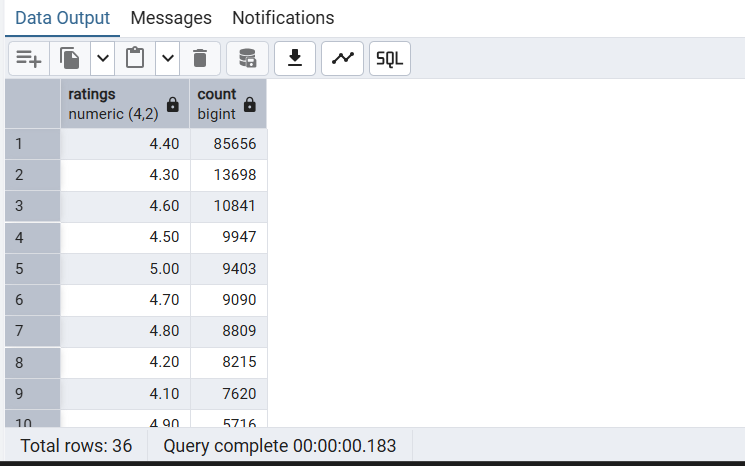 Data Output Messages Notifications
SQL
ratings count
numeric (4,2) bigint
1 4.40 85656
2 4.30 13698
3 4.60 10841
4 4.50 9947
5 5.00 9403
6 4.70 9090
7 4.80 8809
8 4.20 8215
9 4.10 7620
10 4.90 5716
Total rows: 36 Query complete 00:00:00.183